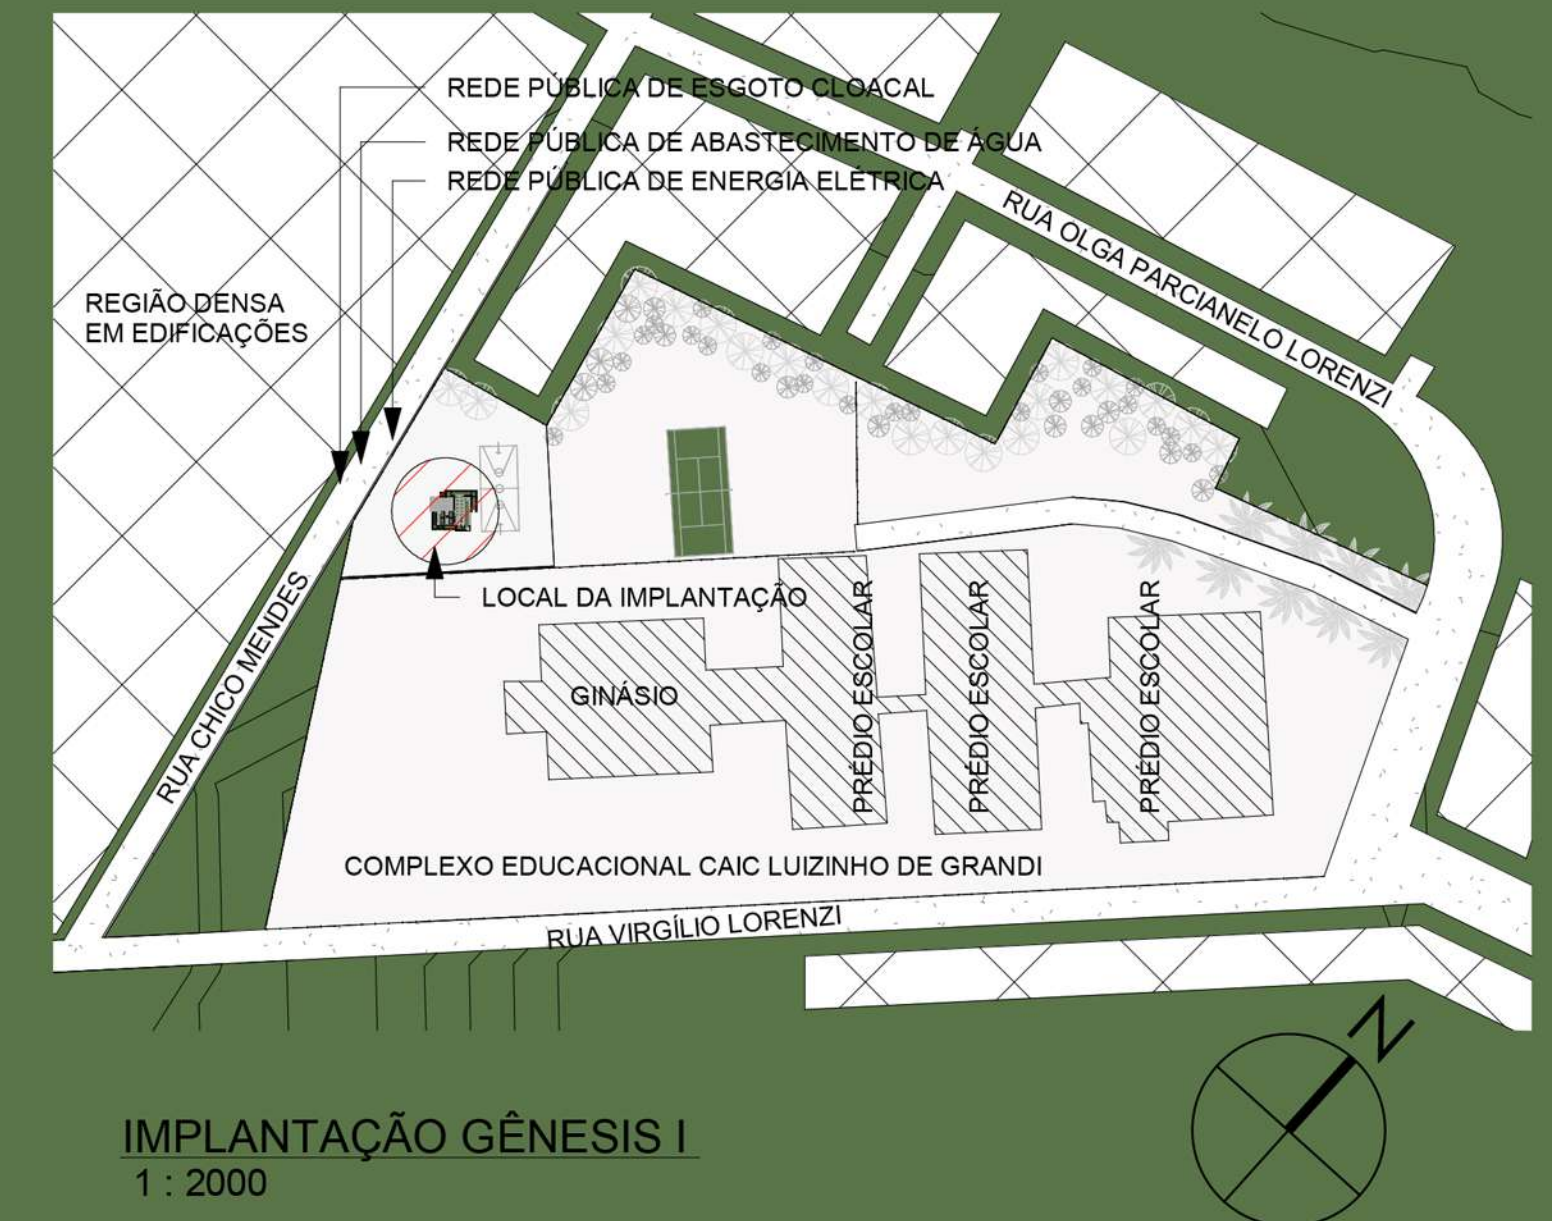 REDE PÚBLICA DE ESGOTO CLOACAL
REDE PÚBLICA DE ABASTECIMENTO DE ÁGUA
REDE PÚBLICA DE ENERGIA ELÉTRICA
RUA OLGA PARCIANELO LORENZI
REGIÃO DENSA
EM EDIFICAÇÕES
LOCAL DA IMPLANTAÇÃO
RUA CHICO MENDES
GINÁSIO
PRÉDIO ESCOLAR
PRÉDIO ESCOLAR
PRÉDIO ESCOLAR
COMPLEXO EDUCACIONAL CAIC LUIZINHO DE GRANDI
RUA VIRGÍLIO LORENZI
N
IMPLANTAÇÃO GÊNESIS I
1 : 2000